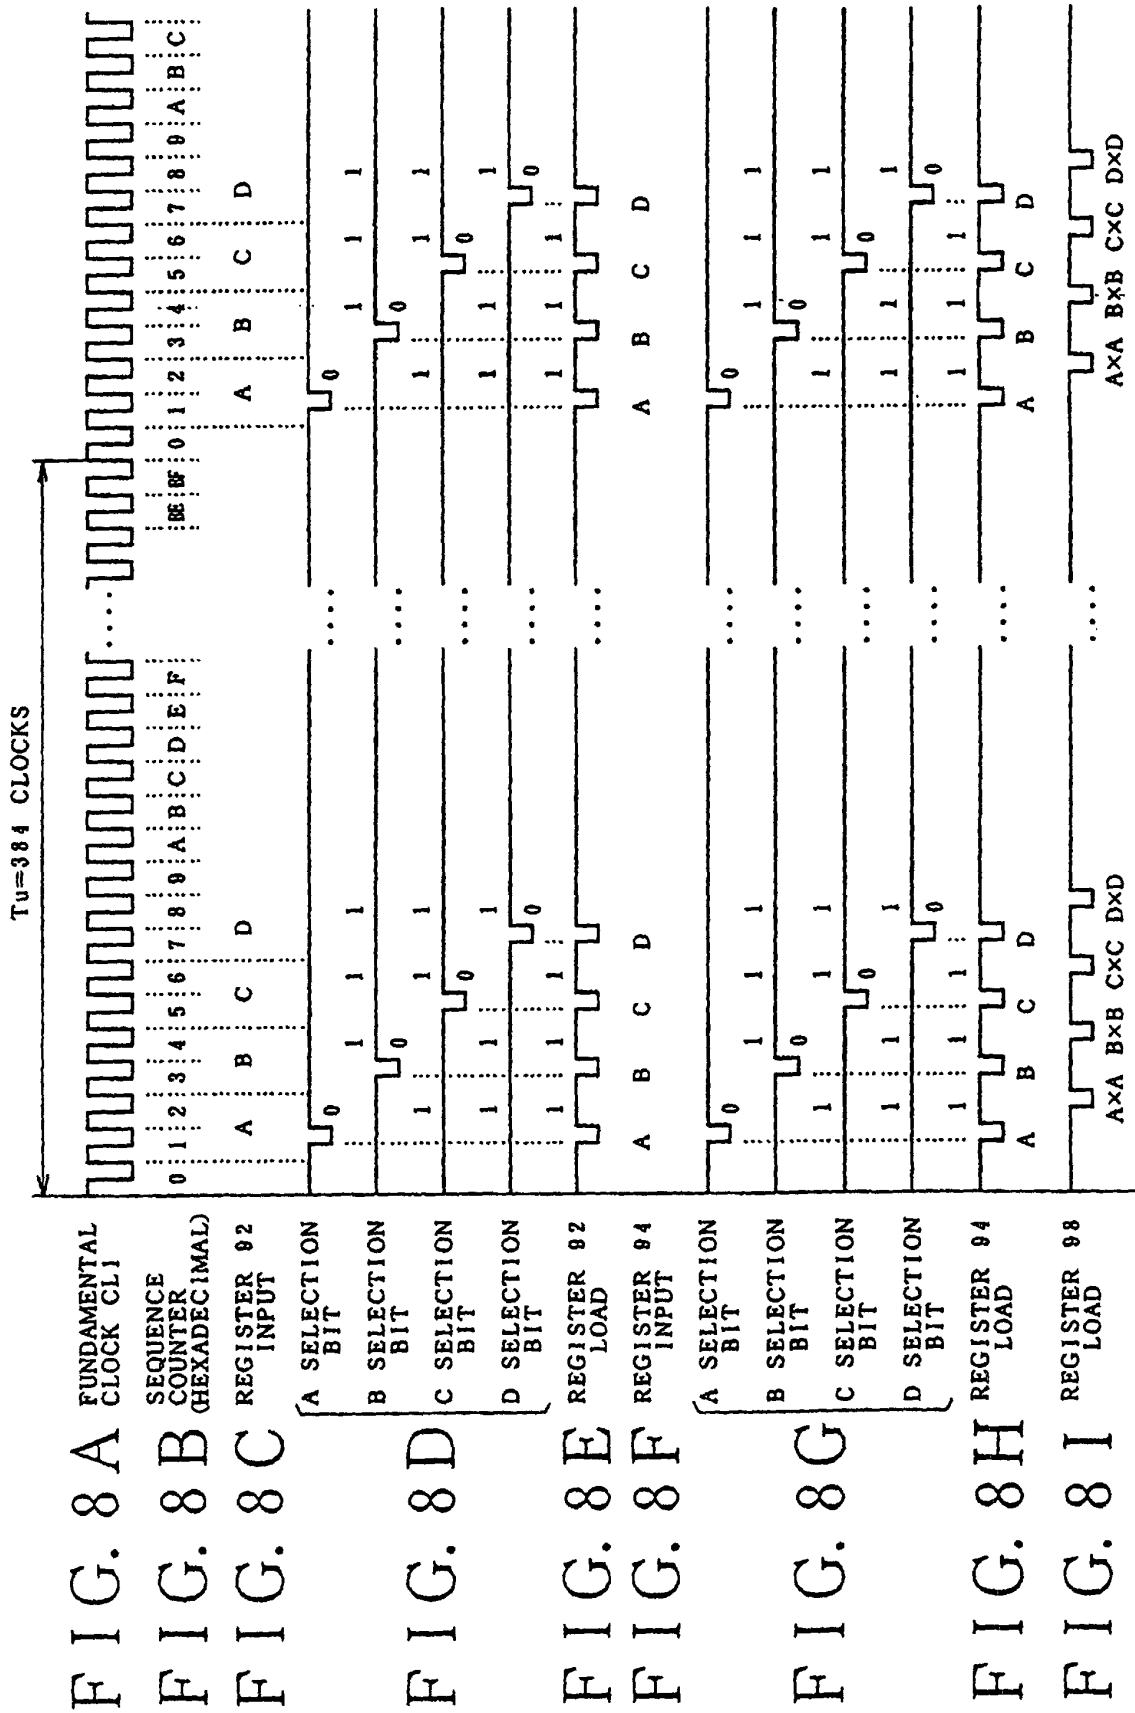 Tu=384 CLOCKS
FIG. 8A FUNDAMENTAL
CLOCK CL1
....
FIG. 8B SEQUENCE
COUNTER
(HEXADECIMAL)
0 1 2 3 4 5 6 7 8 9 A B C D E F BE BF 0 1 2 3 4 5 6 7 8 9 A B C
FIG. 8C REGISTER 92
INPUT
A B C D A B C D
FIG. 8D
A SELECTION
BIT
0 1 1 1 .... 0 1 1 1
B SELECTION
BIT
1 0 1 1 .... 1 0 1 1
C SELECTION
BIT
1 1 0 1 .... 1 1 0 1
D SELECTION
BIT
1 1 1 0 .... 1 1 1 0
FIG. 8E REGISTER 92
LOAD
....
FIG. 8F REGISTER 94
INPUT
A B C D A B C D
FIG. 8G
A SELECTION
BIT
0 1 1 1 .... 0 1 1 1
B SELECTION
BIT
1 0 1 1 .... 1 0 1 1
C SELECTION
BIT
1 1 0 1 .... 1 1 0 1
D SELECTION
BIT
1 1 1 0 .... 1 1 1 0
FIG. 8H REGISTER 94
LOAD
....
A B C D A B C D
FIG. 8I REGISTER 98
LOAD
....
A×A B×B C×C D×D A×A B×B C×C D×D